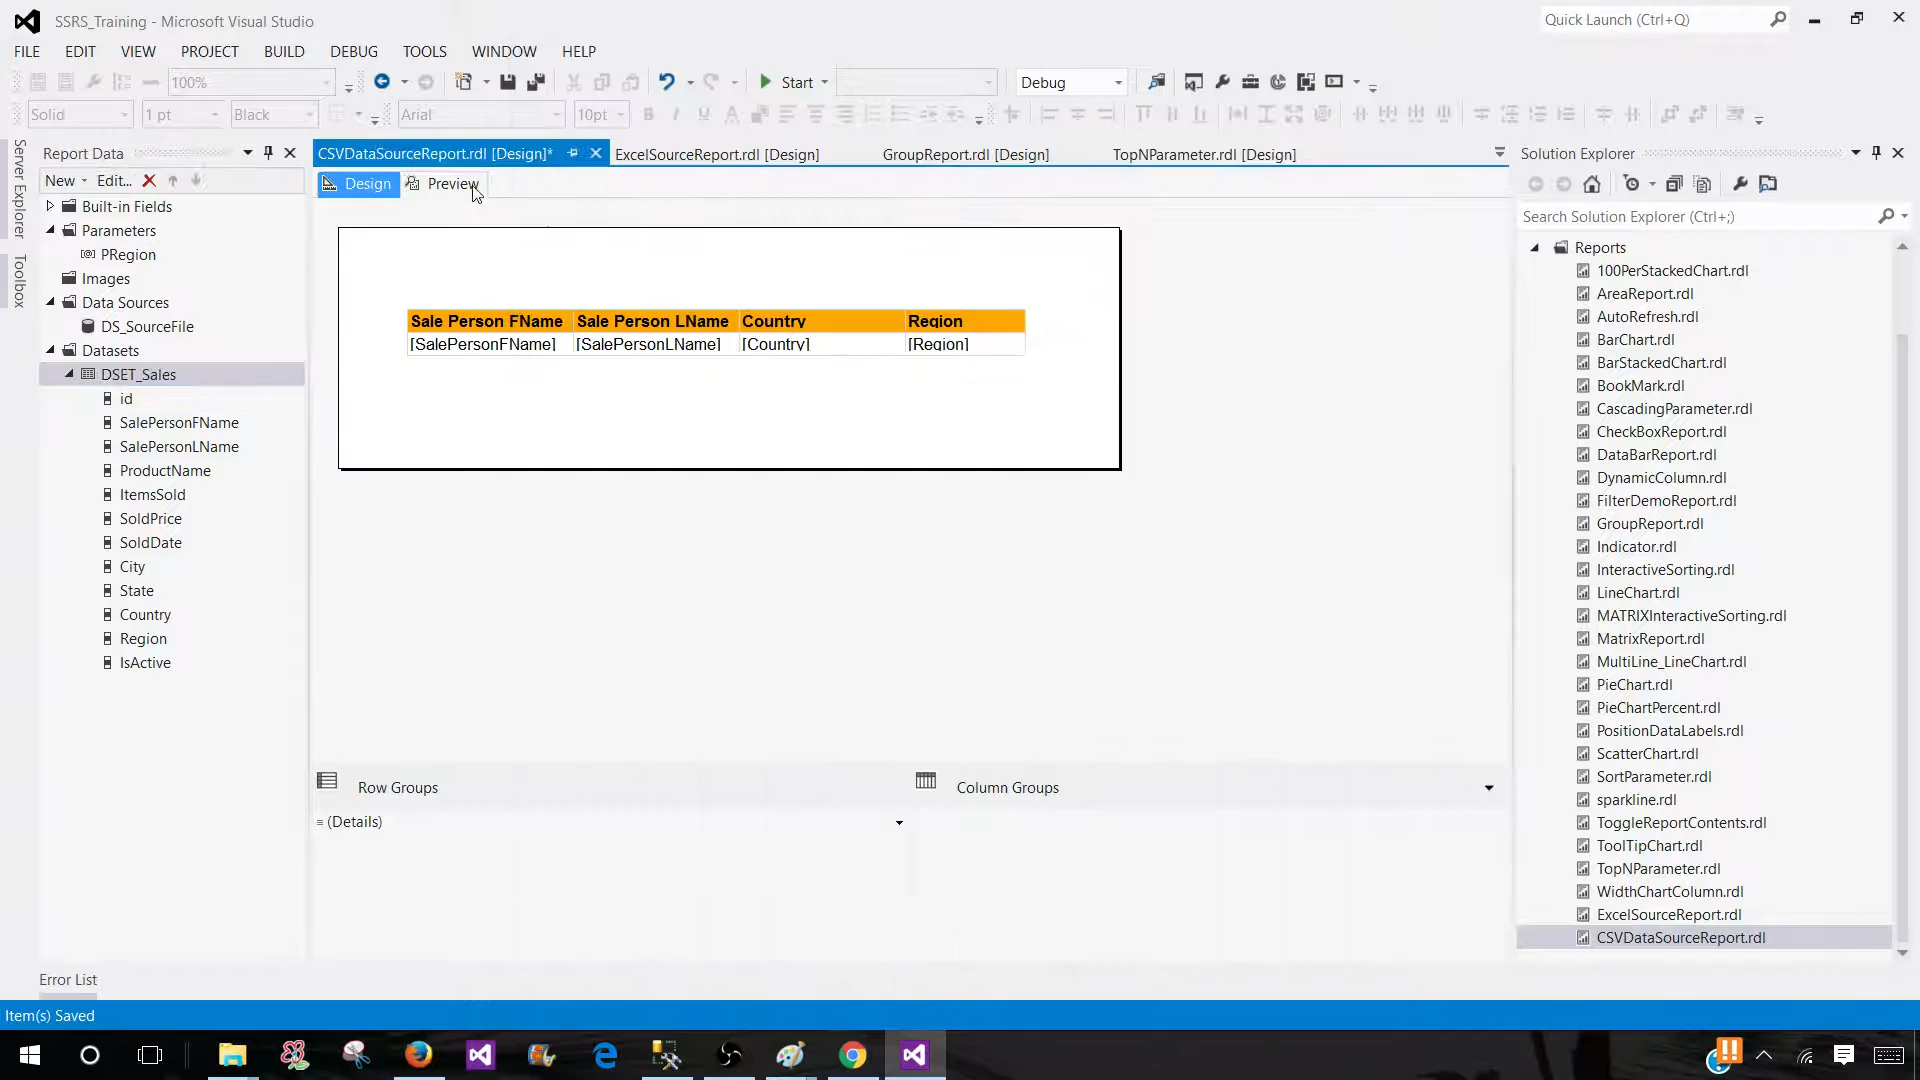 SSRS_Training - Microsoft Visual Studio
Quick Launch (Ctrl+Q)
FILE EDIT VIEW PROJECT BUILD DEBUG TOOLS WINDOW HELP
100% Start Debug
Solid 1 pt Black Arial 10pt B I U A
Server Explorer
Toolbox
Report Data
New Edit...
Built-in Fields
Parameters
PRegion
Images
Data Sources
DS_SourceFile
Datasets
DSET_Sales
id
SalePersonFName
SalePersonLName
ProductName
ItemsSold
SoldPrice
SoldDate
City
State
Country
Region
IsActive
CSVDataSourceReport.rdl [Design]* ExcelSourceReport.rdl [Design] GroupReport.rdl [Design] TopNParameter.rdl [Design]
Design Preview
Sale Person FName Sale Person LName Country Region
[SalePersonFName] [SalePersonLName] [Country] [Region]
Row Groups Column Groups
(Details)
Solution Explorer
Search Solution Explorer (Ctrl+;)
Reports
100PerStackedChart.rdl
AreaReport.rdl
AutoRefresh.rdl
BarChart.rdl
BarStackedChart.rdl
BookMark.rdl
CascadingParameter.rdl
CheckBoxReport.rdl
DataBarReport.rdl
DynamicColumn.rdl
FilterDemoReport.rdl
GroupReport.rdl
Indicator.rdl
InteractiveSorting.rdl
LineChart.rdl
MATRIXInteractiveSorting.rdl
MatrixReport.rdl
MultiLine_LineChart.rdl
PieChart.rdl
PieChartPercent.rdl
PositionDataLabels.rdl
ScatterChart.rdl
SortParameter.rdl
sparkline.rdl
ToggleReportContents.rdl
ToolTipChart.rdl
TopNParameter.rdl
WidthChartColumn.rdl
ExcelSourceReport.rdl
CSVDataSourceReport.rdl
Error List
Item(s) Saved